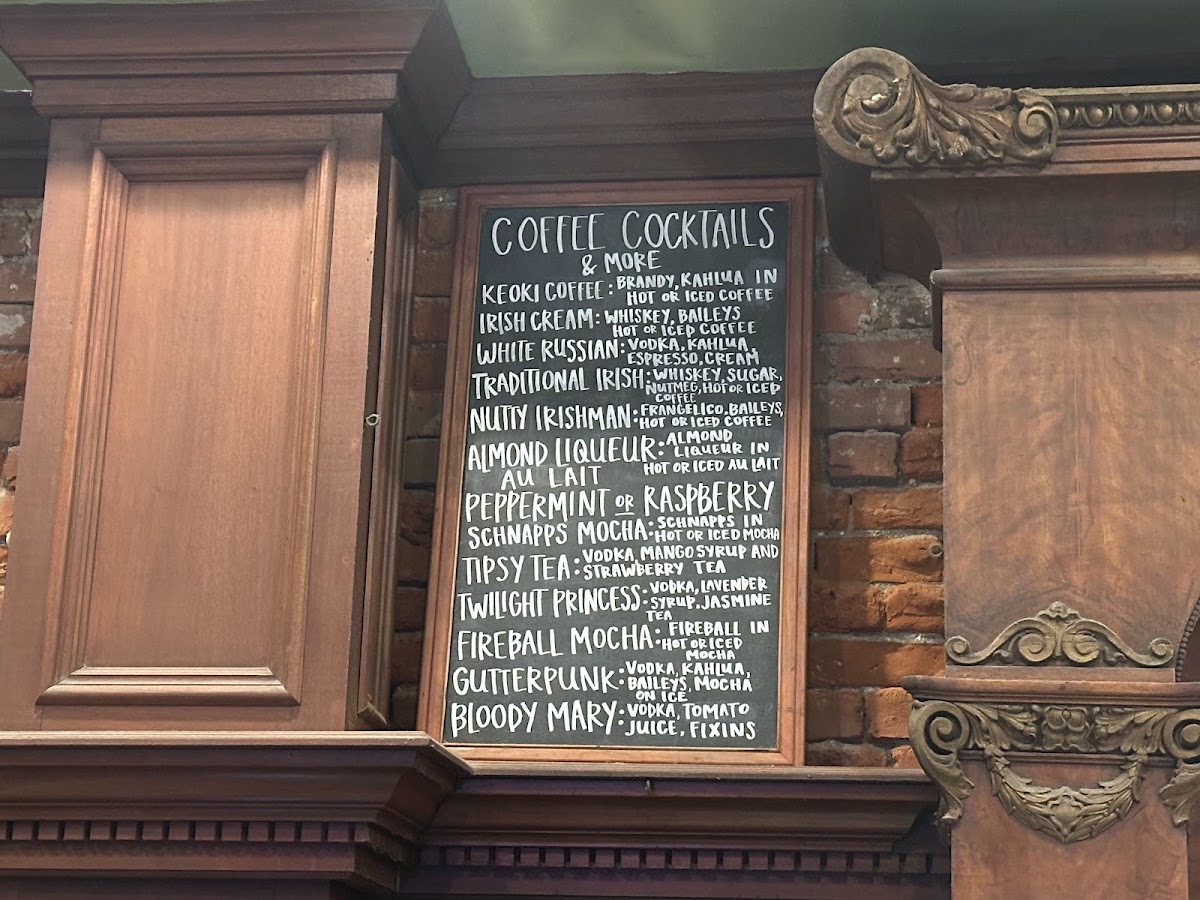 COFFEE COCKTAILS
& MORE
KEOKI COFFEE: BRANDY, KAHLUA IN
HOT OR ICED COFFEE
IRISH CREAM: WHISKEY, BAILEYS
HOT OR ICED COFFEE
WHITE RUSSIAN: VODKA, KAHLUA,
ESPRESSO, CREAM
TRADITIONAL IRISH: WHISKEY, SUGAR,
NUTMEG, HOT OR ICED
COFFEE
NUTTY IRISHMAN: FRANGELICO, BAILEYS,
HOT OR ICED COFFEE
ALMOND LIQUEUR: ALMOND
LIQUEUR IN
AU LAIT HOT OR ICED AU LAIT
PEPPERMINT OR RASPBERRY
SCHNAPPS MOCHA: SCHNAPPS IN
HOT OR ICED MOCHA
TIPSY TEA: VODKA, MANGO SYRUP AND
STRAWBERRY TEA
TWILIGHT PRINCESS: VODKA, LAVENDER
SYRUP, JASMINE
TEA
FIREBALL MOCHA: FIREBALL IN
HOT OR ICED
MOCHA
GUTTERPUNK: VODKA, KAHLUA,
BAILEYS, MOCHA
ON ICE
BLOODY MARY: VODKA, TOMATO
JUICE, FIXINS